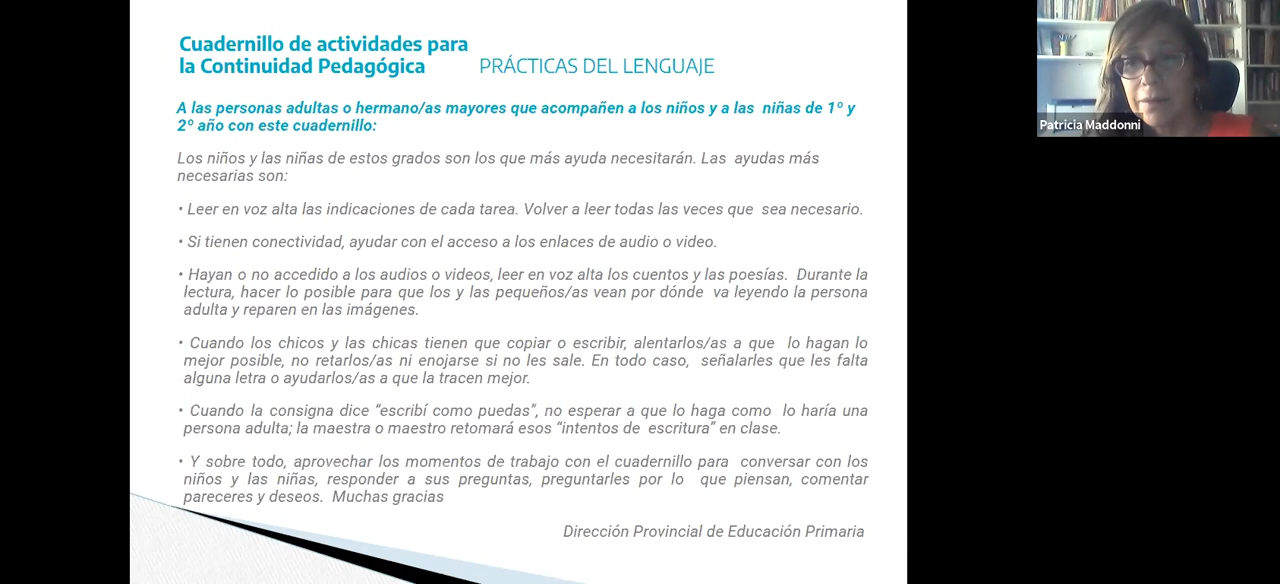 Cuadernillo de actividades para
la Continuidad Pedagógica PRÁCTICAS DEL LENGUAJE
A las personas adultas o hermano/as mayores que acompañen a los niños y a las niñas de 1º y
2º año con este cuadernillo:
Los niños y las niñas de estos grados son los que más ayuda necesitarán. Las ayudas más
necesarias son:
• Leer en voz alta las indicaciones de cada tarea. Volver a leer todas las veces que sea necesario.
• Si tienen conectividad, ayudar con el acceso a los enlaces de audio o video.
• Hayan o no accedido a los audios o videos, leer en voz alta los cuentos y las poesías. Durante la
lectura, hacer lo posible para que los y las pequeños/as vean por dónde va leyendo la persona
adulta y reparen en las imágenes.
• Cuando los chicos y las chicas tienen que copiar o escribir, alentarlos/as a que lo hagan lo
mejor posible, no retarlos/as ni enojarse si no les sale. En todo caso, señalarles que les falta
alguna letra o ayudarlos/as a que la tracen mejor.
• Cuando la consigna dice “escribí como puedas”, no esperar a que lo haga como lo haría una
persona adulta; la maestra o maestro retomará esos “intentos de escritura” en clase.
• Y sobre todo, aprovechar los momentos de trabajo con el cuadernillo para conversar con los
niños y las niñas, responder a sus preguntas, preguntarles por lo que piensan, comentar
pareceres y deseos. Muchas gracias
Dirección Provincial de Educación Primaria
Patricia Maddonni